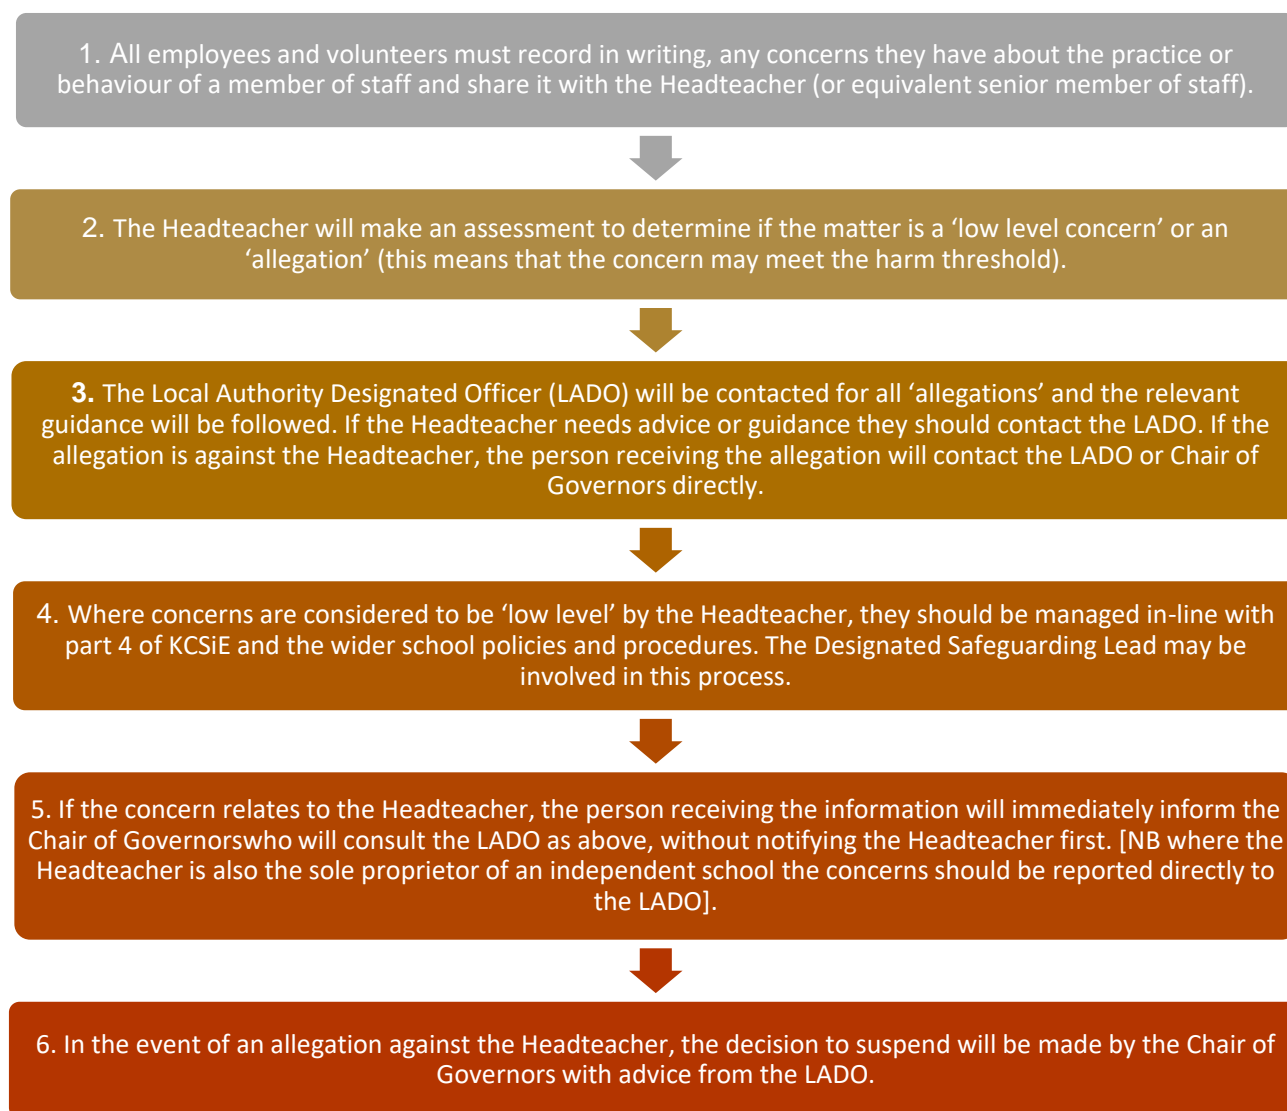 1. All employees and volunteers must record in writing, any concerns they have about the practice or
behaviour of a member of staff and share it with the Headteacher (or equivalent senior member of staff).
2. The Headteacher will make an assessment to determine if the matter is a ‘low level concern’ or an
‘allegation’ (this means that the concern may meet the harm threshold).
3. The Local Authority Designated Officer (LADO) will be contacted for all ‘allegations’ and the relevant
guidance will be followed. If the Headteacher needs advice or guidance they should contact the LADO. If the
allegation is against the Headteacher, the person receiving the allegation will contact the LADO or Chair of
Governors directly.
4. Where concerns are considered to be ‘low level’ by the Headteacher, they should be managed in-line with
part 4 of KCSiE and the wider school policies and procedures. The Designated Safeguarding Lead may be
involved in this process.
5. If the concern relates to the Headteacher, the person receiving the information will immediately inform the
Chair of Governorswho will consult the LADO as above, without notifying the Headteacher first. [NB where the
Headteacher is also the sole proprietor of an independent school the concerns should be reported directly to
the LADO].
6. In the event of an allegation against the Headteacher, the decision to suspend will be made by the Chair of
Governors with advice from the LADO.